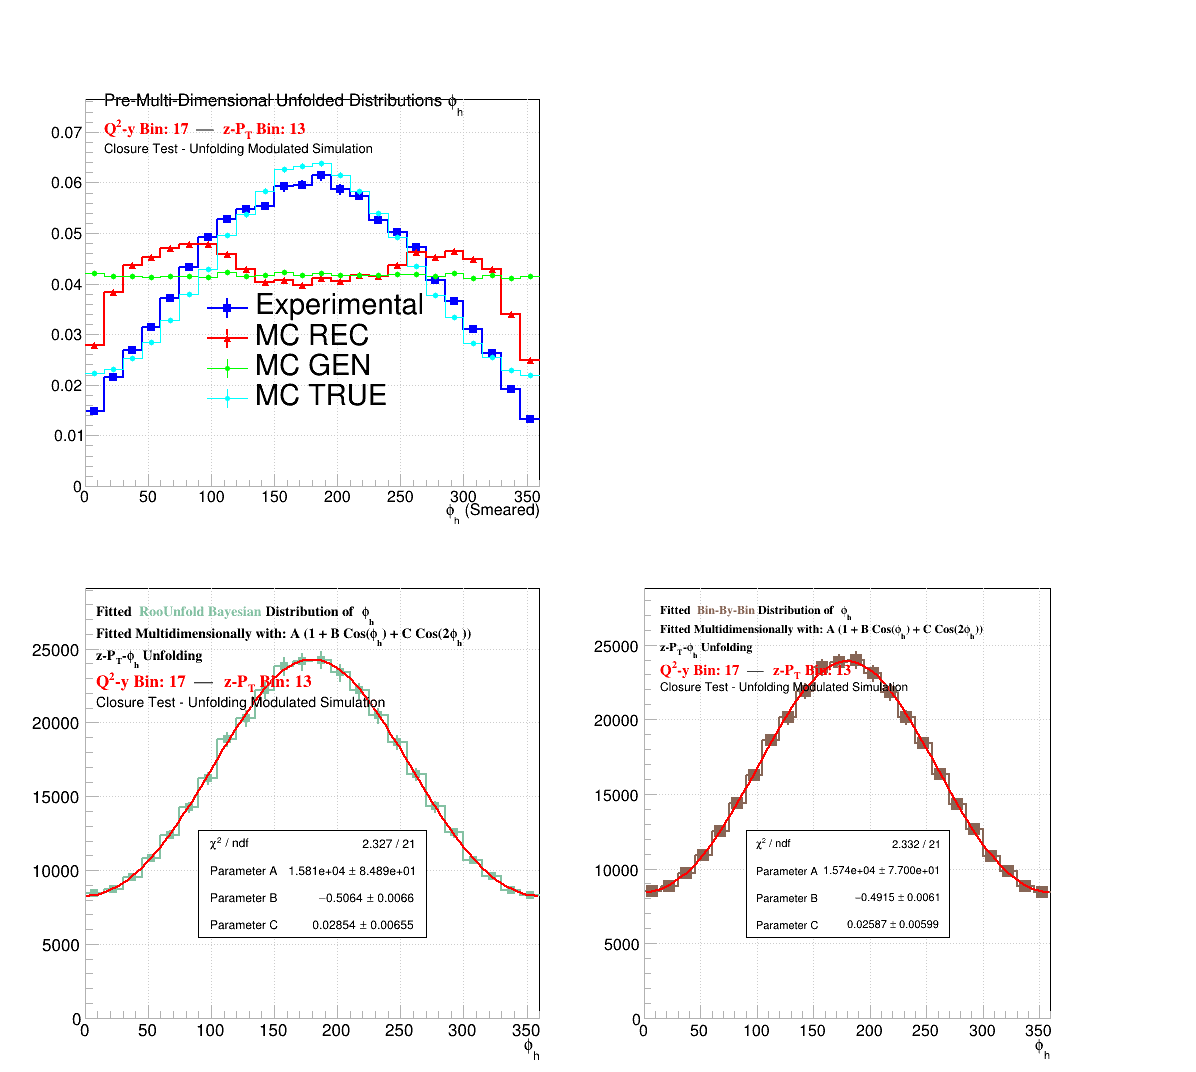 Pre-Multi-Dimensional Unfolded Distributions ϕh
Q²-y Bin: 17 — z-PT Bin: 13
Closure Test - Unfolding Modulated Simulation
0.07
0.06
0.05
0.04
0.03
0.02
0.01
0
Experimental
MC REC
MC GEN
MC TRUE
0 50 100 150 200 250 300 350
ϕh (Smeared)
Fitted RooUnfold Bayesian Distribution of ϕh
Fitted Multidimensionally with: A (1 + B Cos(ϕh) + C Cos(2ϕh))
z-PT-ϕh Unfolding
Q²-y Bin: 17 — z-PT Bin: 13
Closure Test - Unfolding Modulated Simulation
25000
20000
15000
10000
5000
0
χ² / ndf 2.327 / 21
Parameter A 1.581e+04 ± 8.489e+01
Parameter B −0.5064 ± 0.0066
Parameter C 0.02854 ± 0.00655
0 50 100 150 200 250 300 350
ϕh
Fitted Bin-By-Bin Distribution of ϕh
Fitted Multidimensionally with: A (1 + B Cos(ϕh) + C Cos(2ϕh))
z-PT-ϕh Unfolding
Q²-y Bin: 17 — z-PT Bin: 13
Closure Test - Unfolding Modulated Simulation
25000
20000
15000
10000
5000
0
χ² / ndf 2.332 / 21
Parameter A 1.574e+04 ± 7.700e+01
Parameter B −0.4915 ± 0.0061
Parameter C 0.02587 ± 0.00599
0 50 100 150 200 250 300 350
ϕh